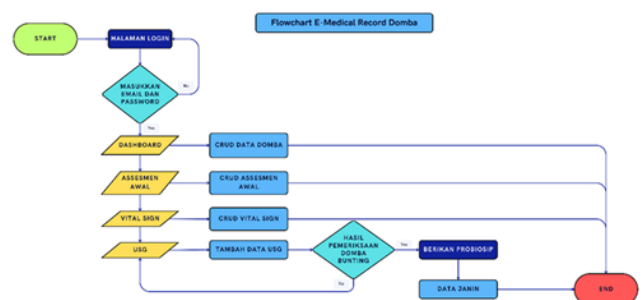 Flowchart E-Medical Record Domba
START
HALAMAN LOGIN
No
MASUKKAN
EMAIL DAN
PASSWORD
Yes
DASHBOARD
CRUD DATA DOMBA
ASSESMEN
AWAL
CRUD ASSESMEN
AWAL
VITAL SIGN
CRUD VITAL SIGN
USG
TAMBAH DATA USG
HASIL
PEMERIKSAAN
DOMBA
BUNTING
Yes
BERIKAN PROBIOSIP
No
DATA JANIN
END